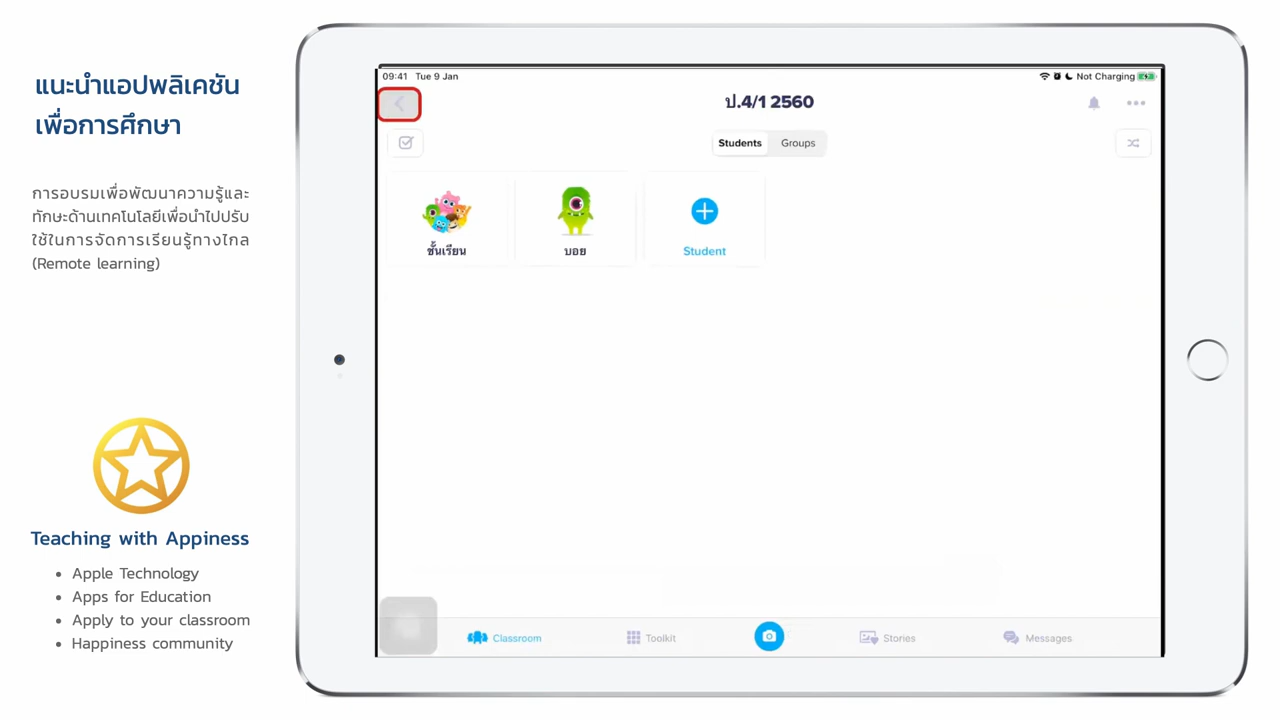 แนะนำแอปพลิเคชัน
เพื่อการศึกษา
การอบรมเพื่อพัฒนาความรู้และ
ทักษะด้านเทคโนโลยีเพื่อนำไปปรับ
ใช้ในการจัดการเรียนรู้ทางไกล
(Remote learning)
Teaching with Appiness
• Apple Technology
• Apps for Education
• Apply to your classroom
• Happiness community
09:41 Tue 9 Jan
Not Charging
ป.4/1 2560
Students Groups
ชั้นเรียน บอย Student
Classroom Toolkit Stories Messages